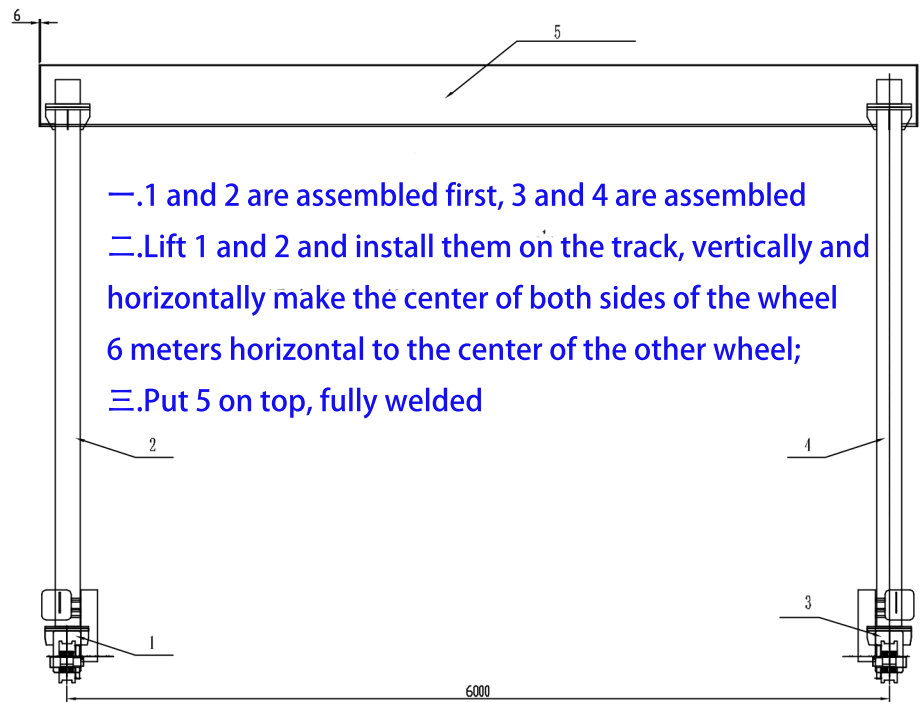 6
5
一.1 and 2 are assembled first, 3 and 4 are assembled
二.Lift 1 and 2 and install them on the track, vertically and
horizontally make the center of both sides of the wheel
6 meters horizontal to the center of the other wheel;
三.Put 5 on top, fully welded
2
4
3
1
6000